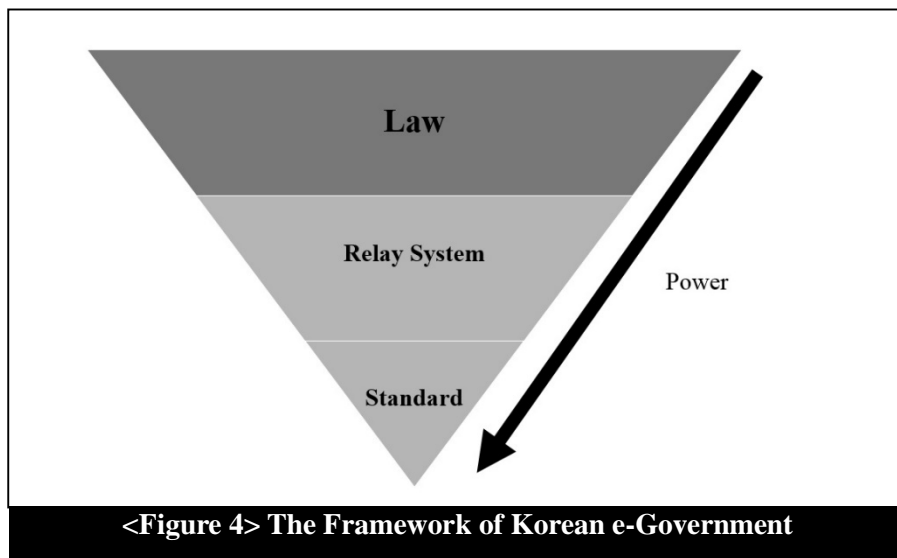 Law
Relay System
Power
Standard
<Figure 4> The Framework of Korean e-Government